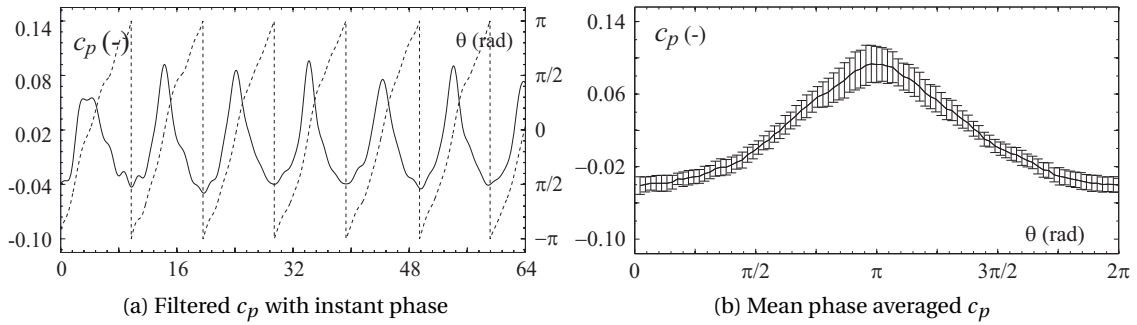 0.14
0.08
0.02
-0.04
-0.10
c_p (-)
θ (rad)
π
π/2
0
π/2
−π
0
16
32
48
64
(a) Filtered c_p with instant phase
0.14
0.06
−0.02
−0.10
c_p (-)
θ (rad)
0
π/2
π
3π/2
2π
(b) Mean phase averaged c_p